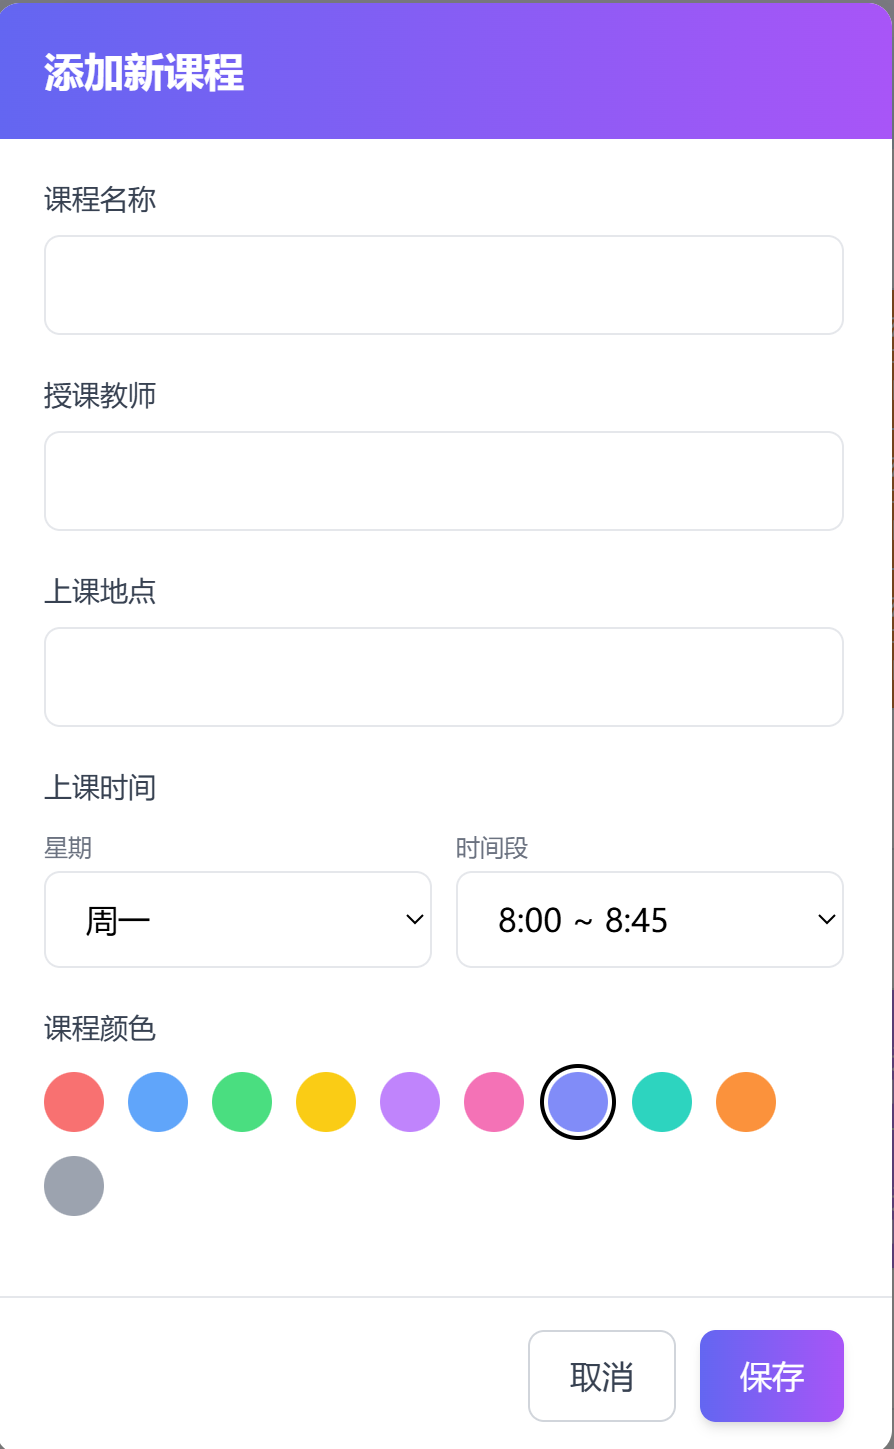 添加新课程
课程名称
授课教师
上课地点
上课时间
星期
时间段
周一
8:00 ~ 8:45
课程颜色
取消
保存